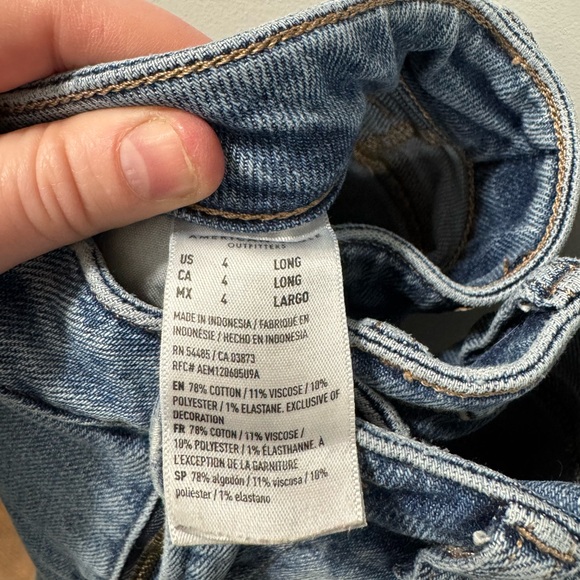 OUTFITTERS
US 4 LONG
CA 4 LONG
MX 4 LARGO
MADE IN INDONESIA / FABRIQUÉ EN
INDONÉSIE / HECHO EN INDONESIA
RN 54485 / CA 03873
RFC# AEM120605U9A
EN 78% COTTON / 11% VISCOSE / 10%
POLYESTER / 1% ELASTANE. EXCLUSIVE OF
DECORATION
FR 78% COTON / 11% VISCOSE /
10% POLYESTER / 1% ÉLASTHANNE. À
L'EXCEPTION DE LA GARNITURE
SP 78% algodón / 11% viscosa / 10%
poliéster / 1% elastano